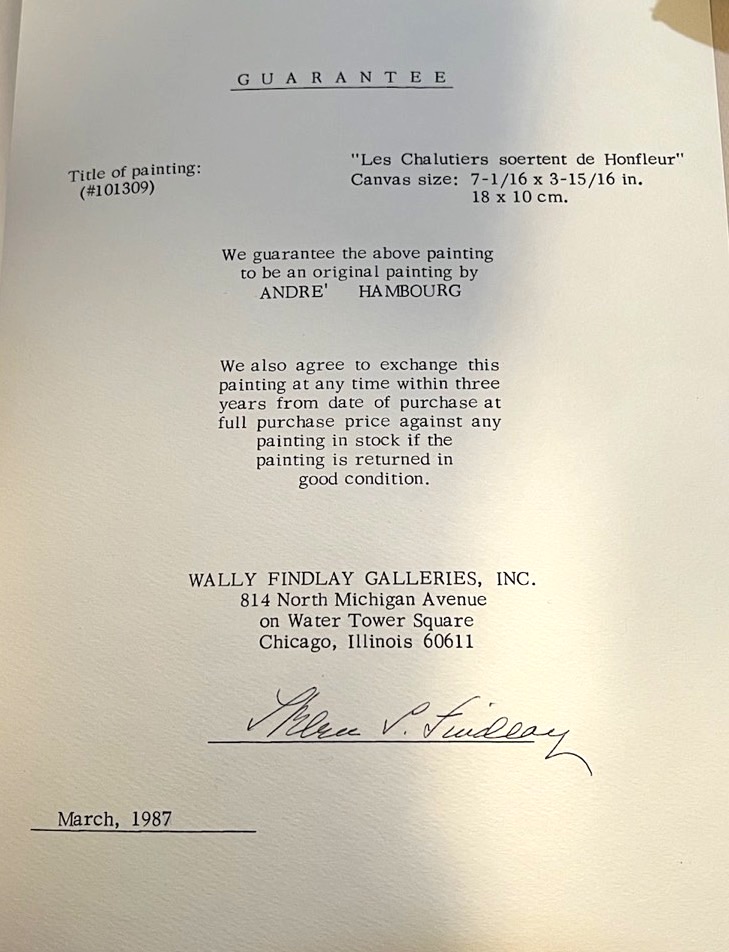 GUARANTEE
Title of painting:
(#101309)
"Les Chalutiers soertent de Honfleur"
Canvas size: 7-1/16 x 3-15/16 in.
18 x 10 cm.
We guarantee the above painting
to be an original painting by
ANDRE' HAMBOURG
We also agree to exchange this
painting at any time within three
years from date of purchase at
full purchase price against any
painting in stock if the
painting is returned in
good condition.
WALLY FINDLAY GALLERIES, INC.
814 North Michigan Avenue
on Water Tower Square
Chicago, Illinois 60611
Findlay
March, 1987